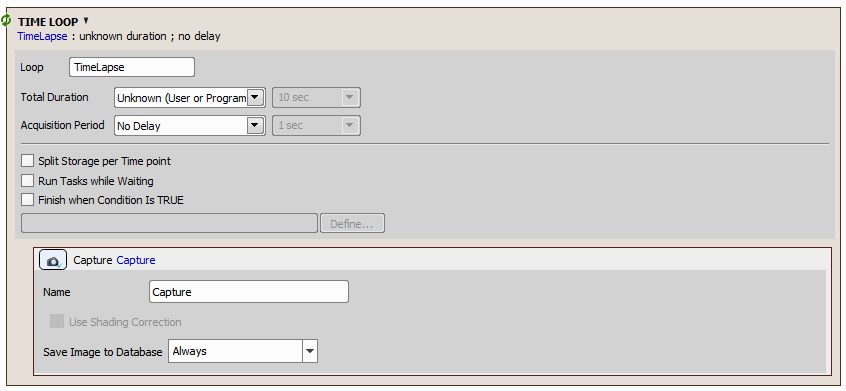 TIME LOOP
TimeLapse : unknown duration ; no delay
Loop TimeLapse
Total Duration Unknown (User or Program 10 sec
Acquisition Period No Delay 1 sec
Split Storage per Time point
Run Tasks while Waiting
Finish when Condition Is TRUE
Define...
Capture Capture
Name Capture
Use Shading Correction
Save Image to Database Always